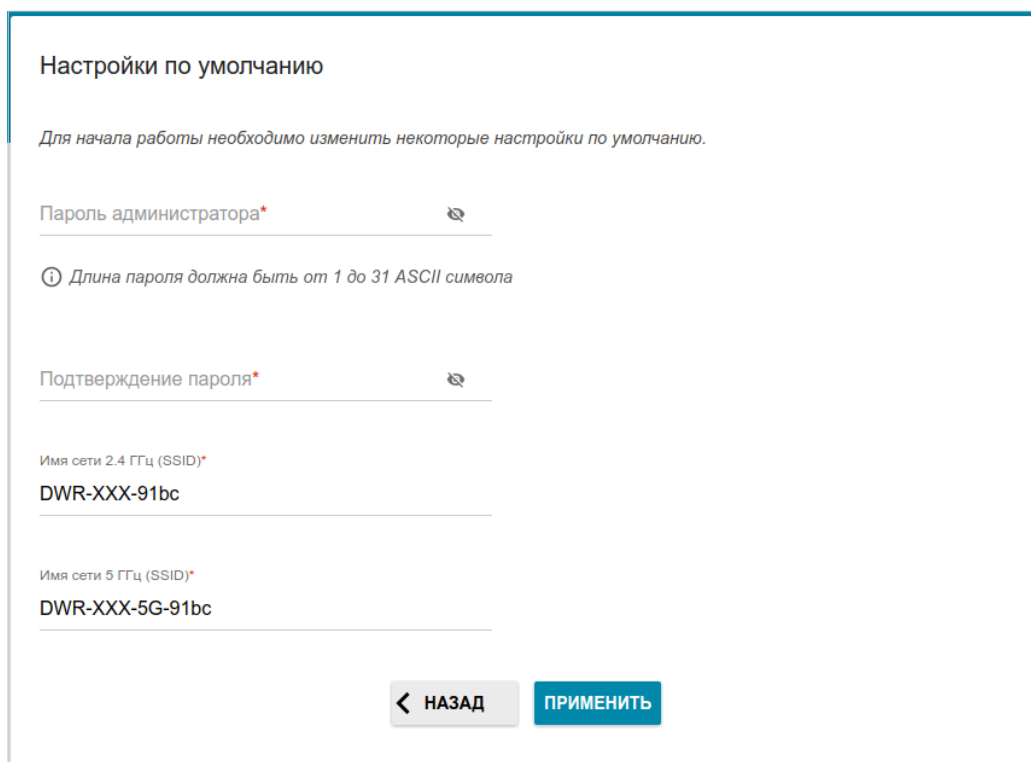 Настройки по умолчанию
Для начала работы необходимо изменить некоторые настройки по умолчанию.
Пароль администратора*
Длина пароля должна быть от 1 до 31 ASCII символа
Подтверждение пароля*
Имя сети 2.4 ГГц (SSID)*
DWR-XXX-91bc
Имя сети 5 ГГц (SSID)*
DWR-XXX-5G-91bc
НАЗАД ПРИМЕНИТЬ